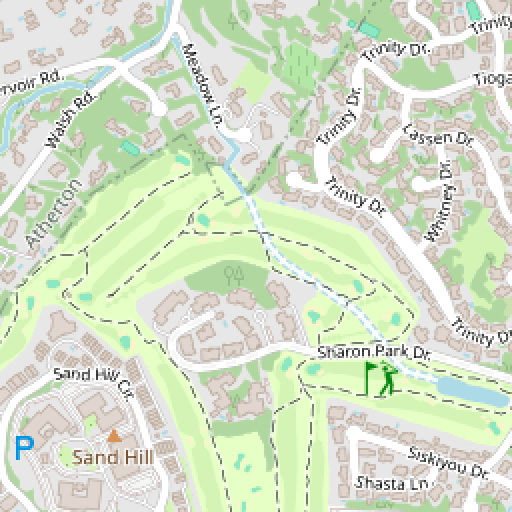 Trinity Dr.
Trinity
Tioga
rvoir Rd.
Walsh Rd.
Meadow Ln.
Trinity Dr.
Lassen Dr.
Whitney Dr.
Trinity Dr.
Atherton
Trinity Dr.
Sharon Park Dr.
Sand Hill Cir.
P
Sand Hill
Siskiyou Dr.
Shasta Ln